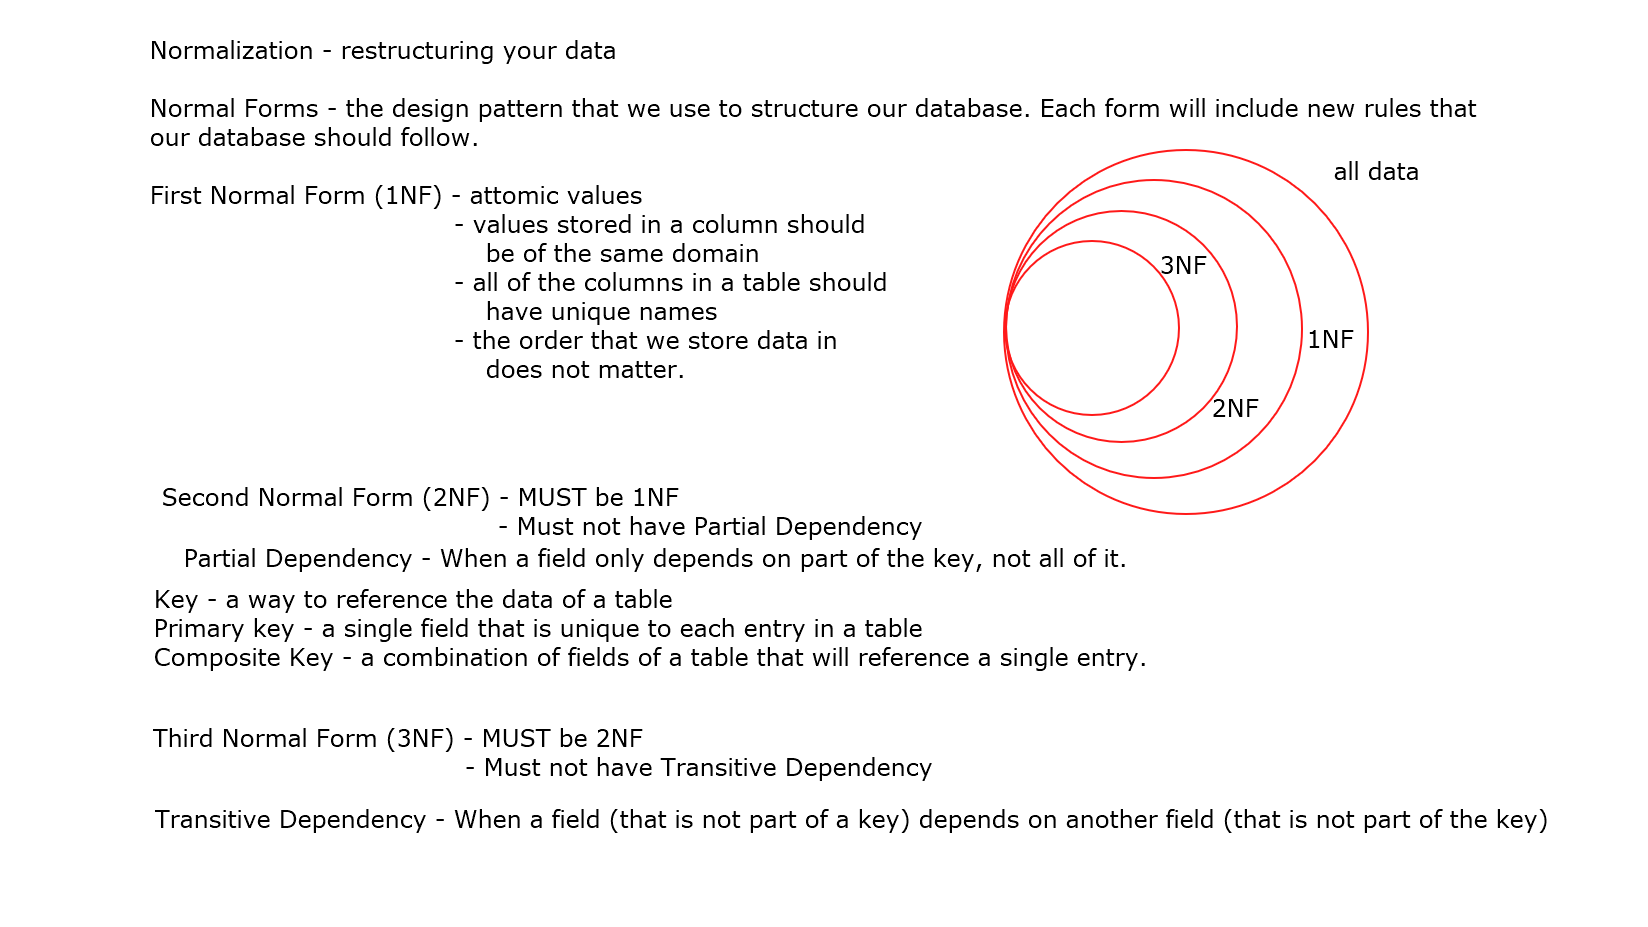 Normalization - restructuring your data
Normal Forms - the design pattern that we use to structure our database. Each form will include new rules that
our database should follow.
First Normal Form (1NF) - attomic values
- values stored in a column should
be of the same domain
- all of the columns in a table should
have unique names
- the order that we store data in
does not matter.
all data
3NF
1NF
2NF
Second Normal Form (2NF) - MUST be 1NF
- Must not have Partial Dependency
Partial Dependency - When a field only depends on part of the key, not all of it.
Key - a way to reference the data of a table
Primary key - a single field that is unique to each entry in a table
Composite Key - a combination of fields of a table that will reference a single entry.
Third Normal Form (3NF) - MUST be 2NF
- Must not have Transitive Dependency
Transitive Dependency - When a field (that is not part of a key) depends on another field (that is not part of the key)